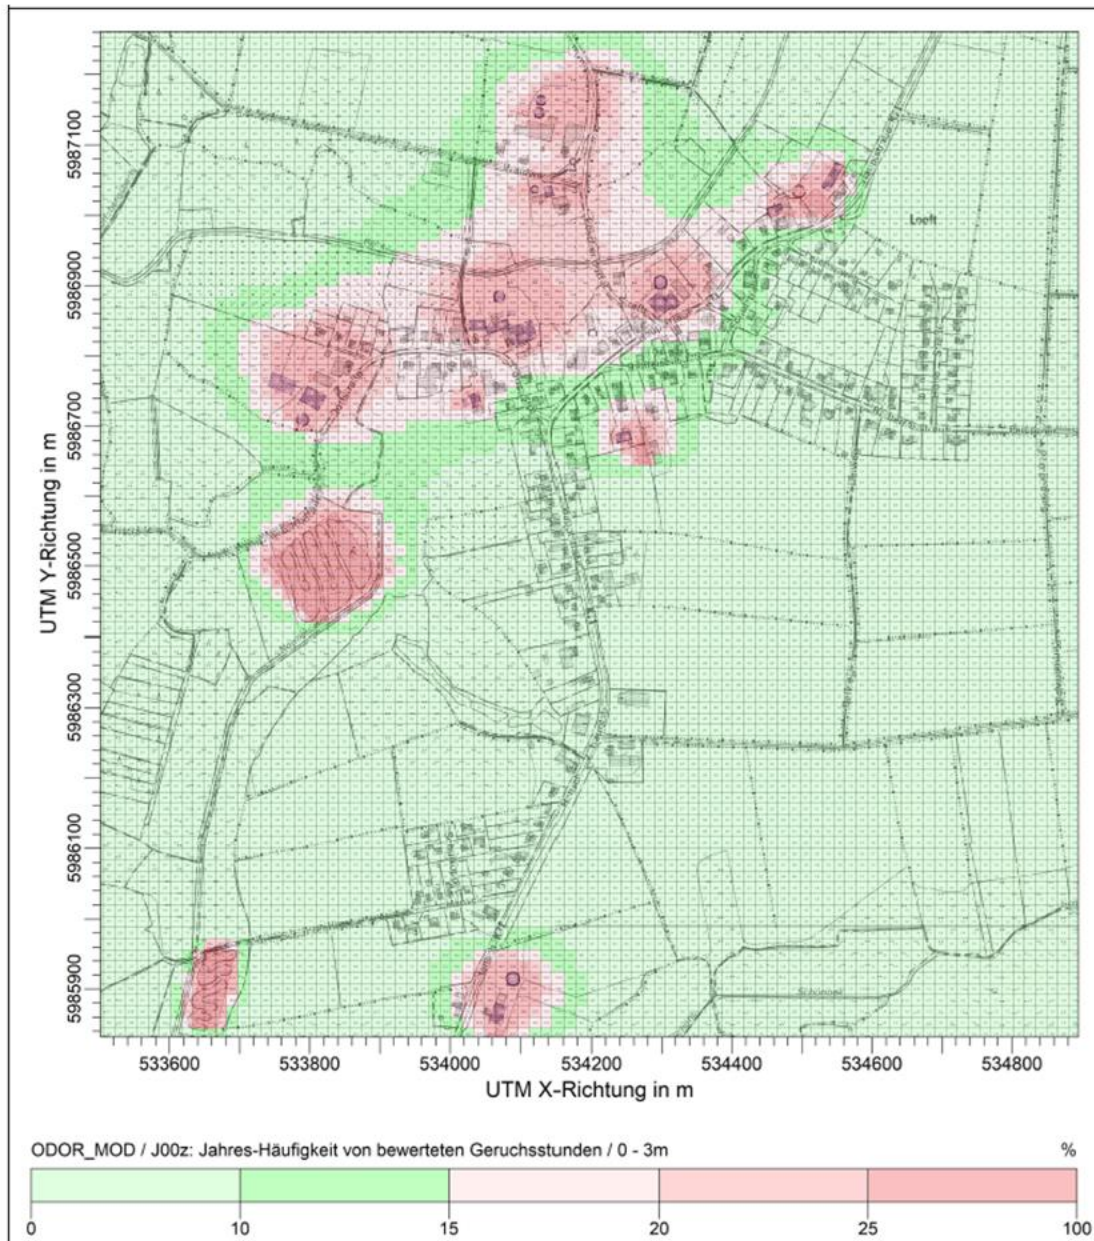 5987100
5986900
5986700
5986500
5986300
5986100
5985900
UTM Y-Richtung in m
Looft
533600 533800 534000 534200 534400 534600 534800
UTM X-Richtung in m
ODOR_MOD / J00z: Jahres-Häufigkeit von bewerteten Geruchsstunden / 0 - 3m %
0 10 15 20 25 100